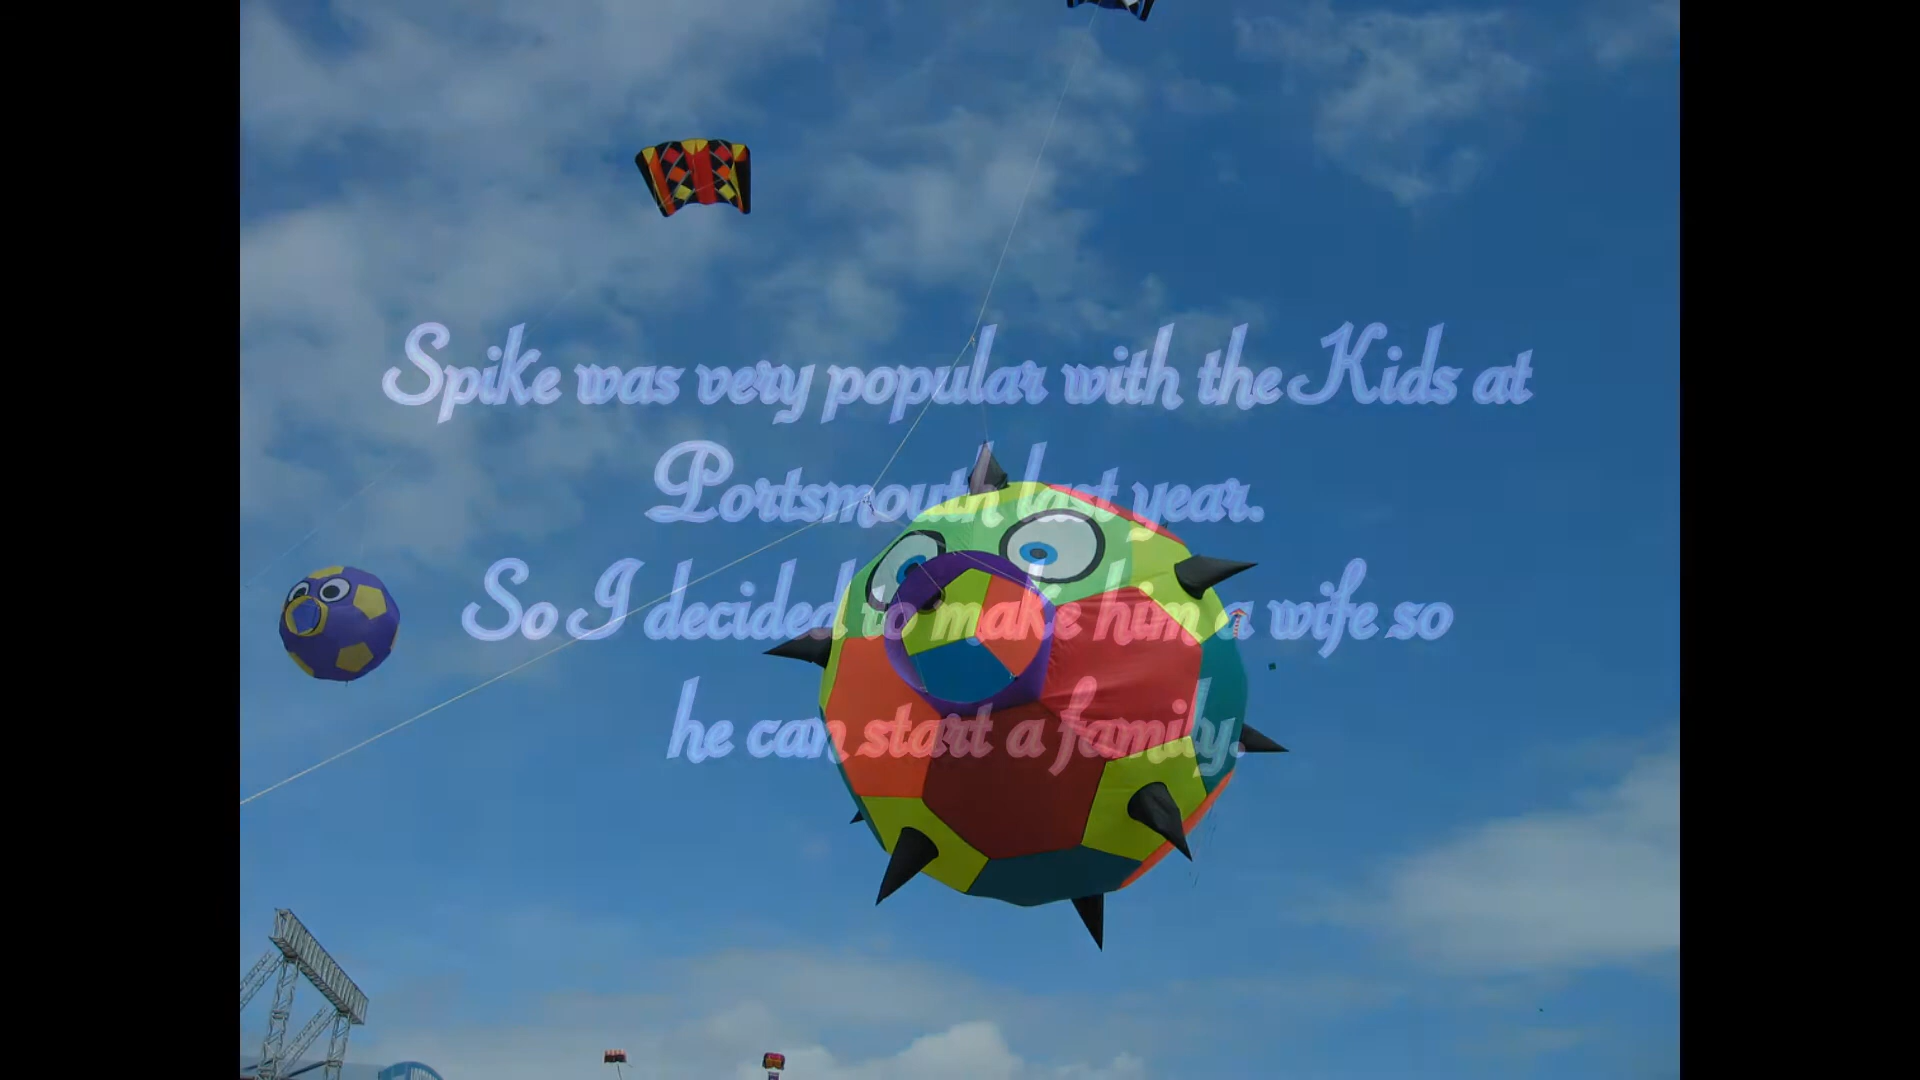 Spike was very popular with the Kids at
Portsmouth last year.
So I decided to make him a wife so
he can start a family.